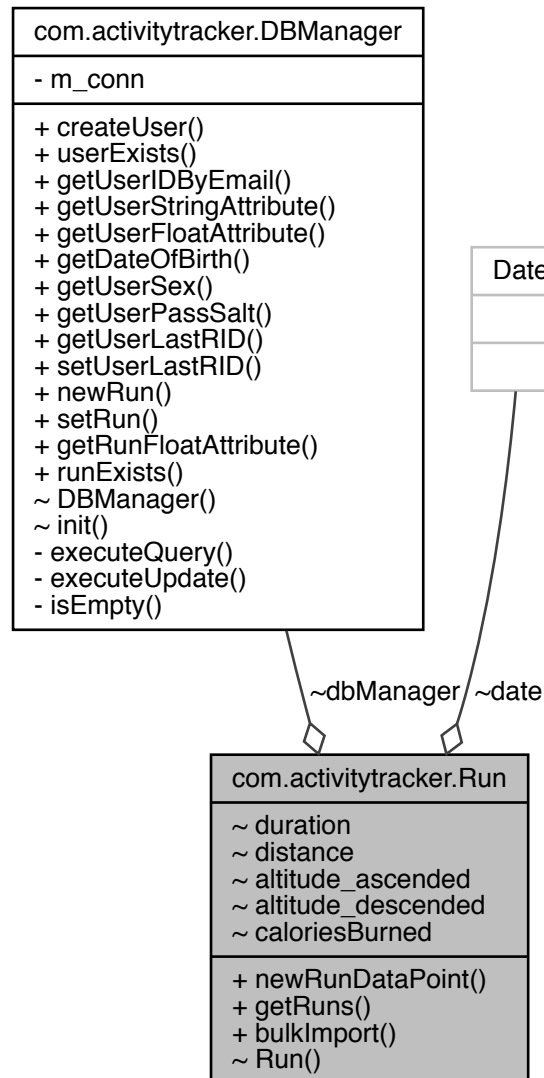 com.activitytracker.DBManager
- m_conn
+ createUser()
+ userExists()
+ getUserIDByEmail()
+ getUserStringAttribute()
+ getUserFloatAttribute()
+ getDateOfBirth()
+ getUserSex()
+ getUserPassSalt()
+ getUserLastRID()
+ setUserLastRID()
+ newRun()
+ setRun()
+ getRunFloatAttribute()
+ runExists()
~ DBManager()
~ init()
- executeQuery()
- executeUpdate()
- isEmpty()
Date
~dbManager
~date
com.activitytracker.Run
~ duration
~ distance
~ altitude_ascended
~ altitude_descended
~ caloriesBurned
+ newRunDataPoint()
+ getRuns()
+ bulkImport()
~ Run()